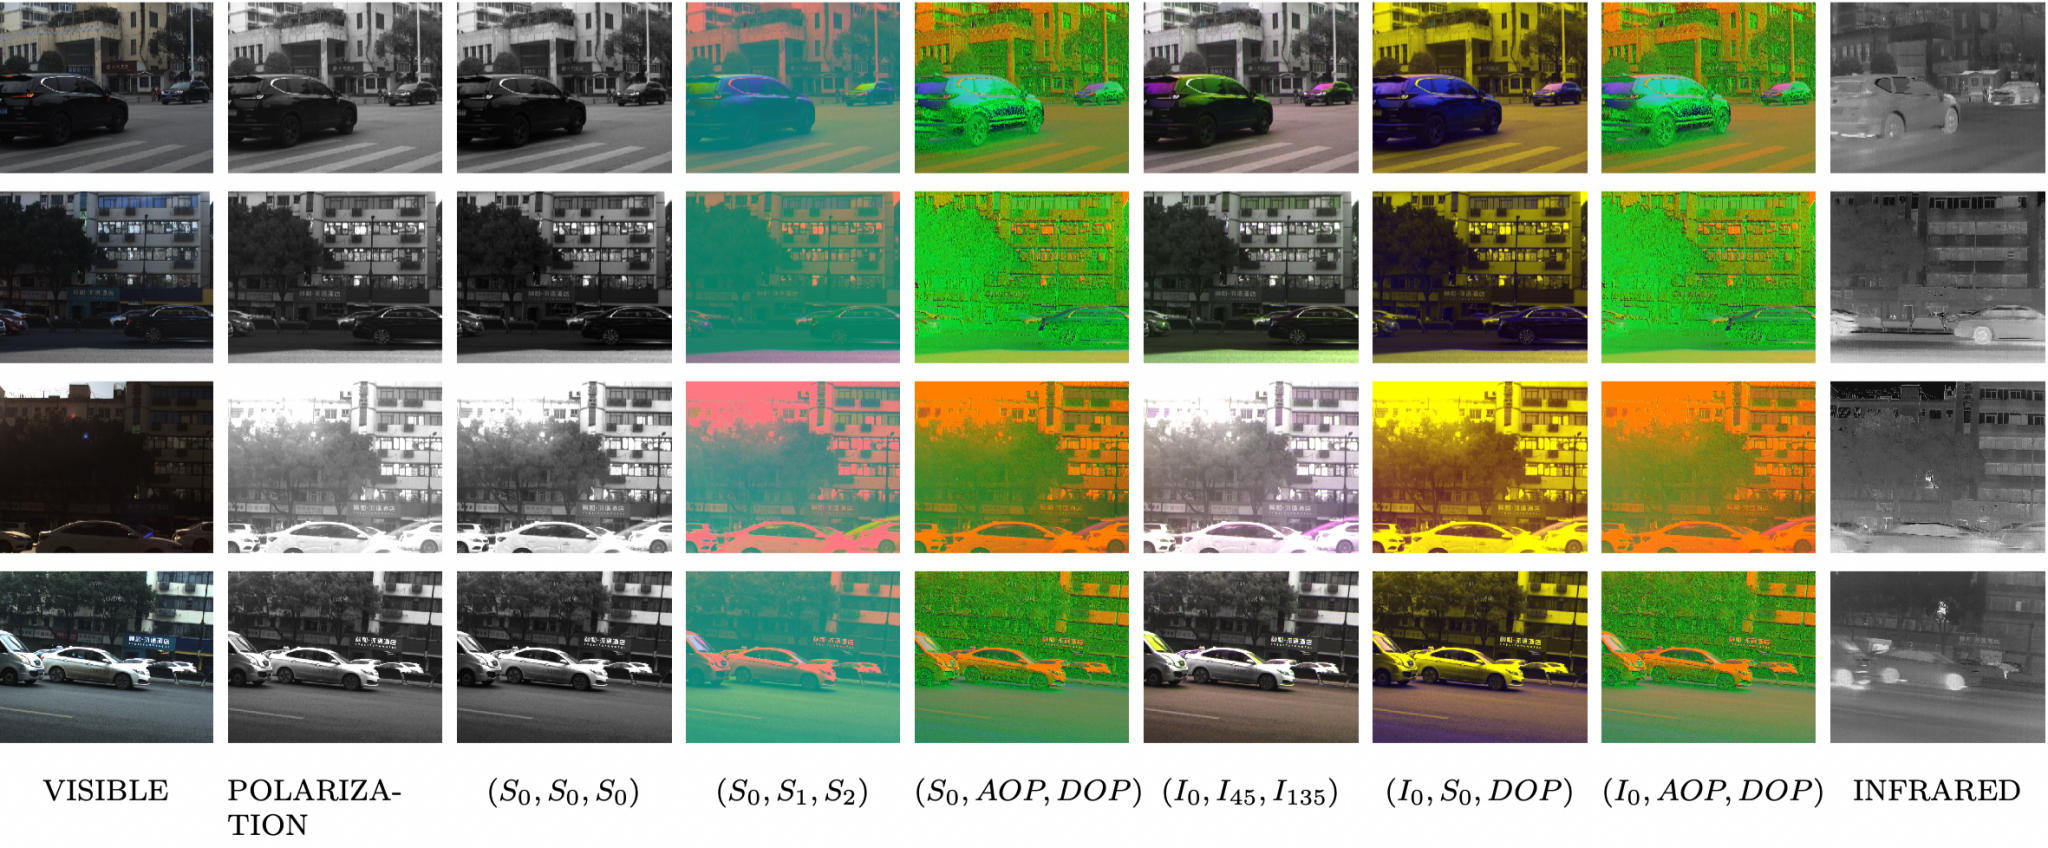 VISIBLE
POLARIZA-
TION
(S₀, S₀, S₀)
(S₀, S₁, S₂)
(S₀, AOP, DOP)
(I₀, I₄₅, I₁₃₅)
(I₀, S₀, DOP)
(I₀, AOP, DOP)
INFRARED